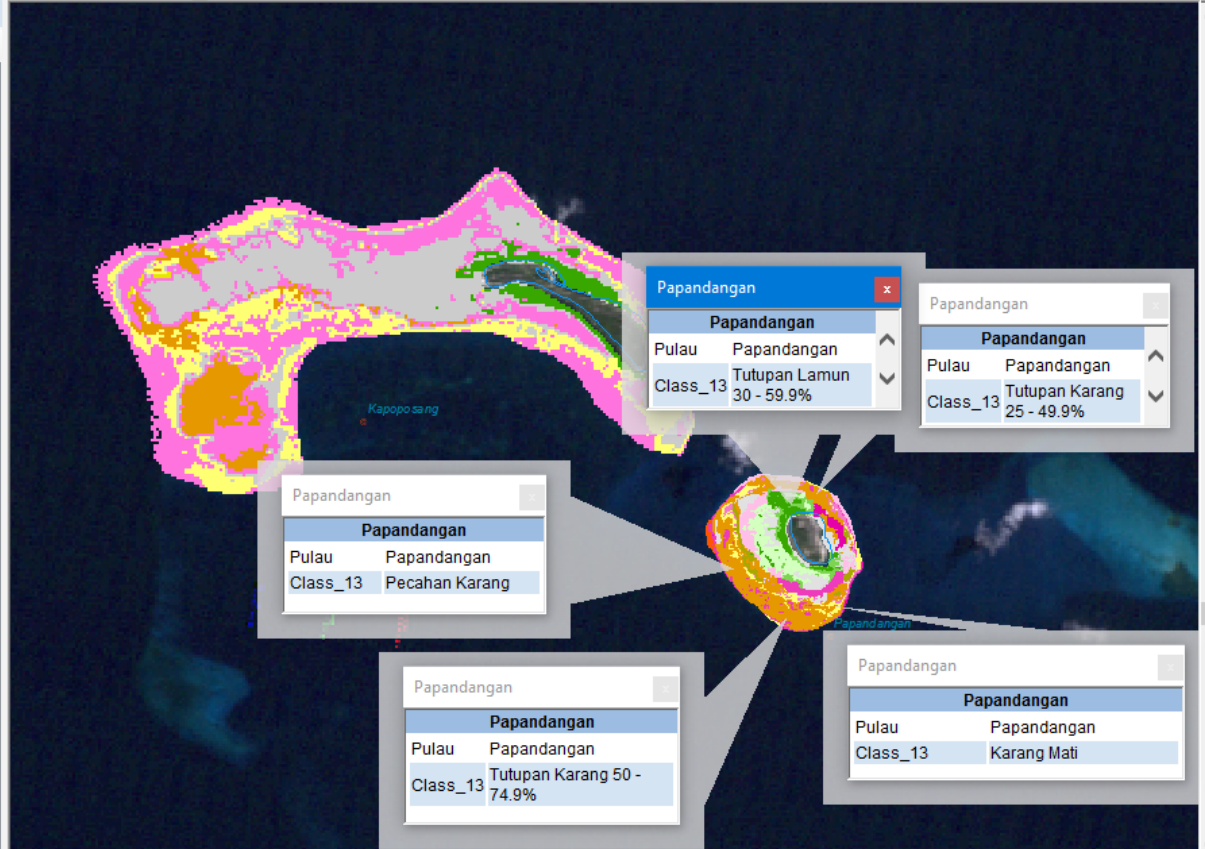 Papandangan
x
Papandangan
Pulau Papandangan
Class_13 Tutupan Lamun
30 - 59.9%
Papandangan
x
Papandangan
Pulau Papandangan
Class_13 Tutupan Karang
25 - 49.9%
Kapoposang
Papandangan
x
Papandangan
Pulau Papandangan
Class_13 Pecahan Karang
Papandangan
Papandangan
x
Papandangan
Pulau Papandangan
Class_13 Tutupan Karang 50 -
74.9%
Papandangan
x
Papandangan
Pulau Papandangan
Class_13 Karang Mati